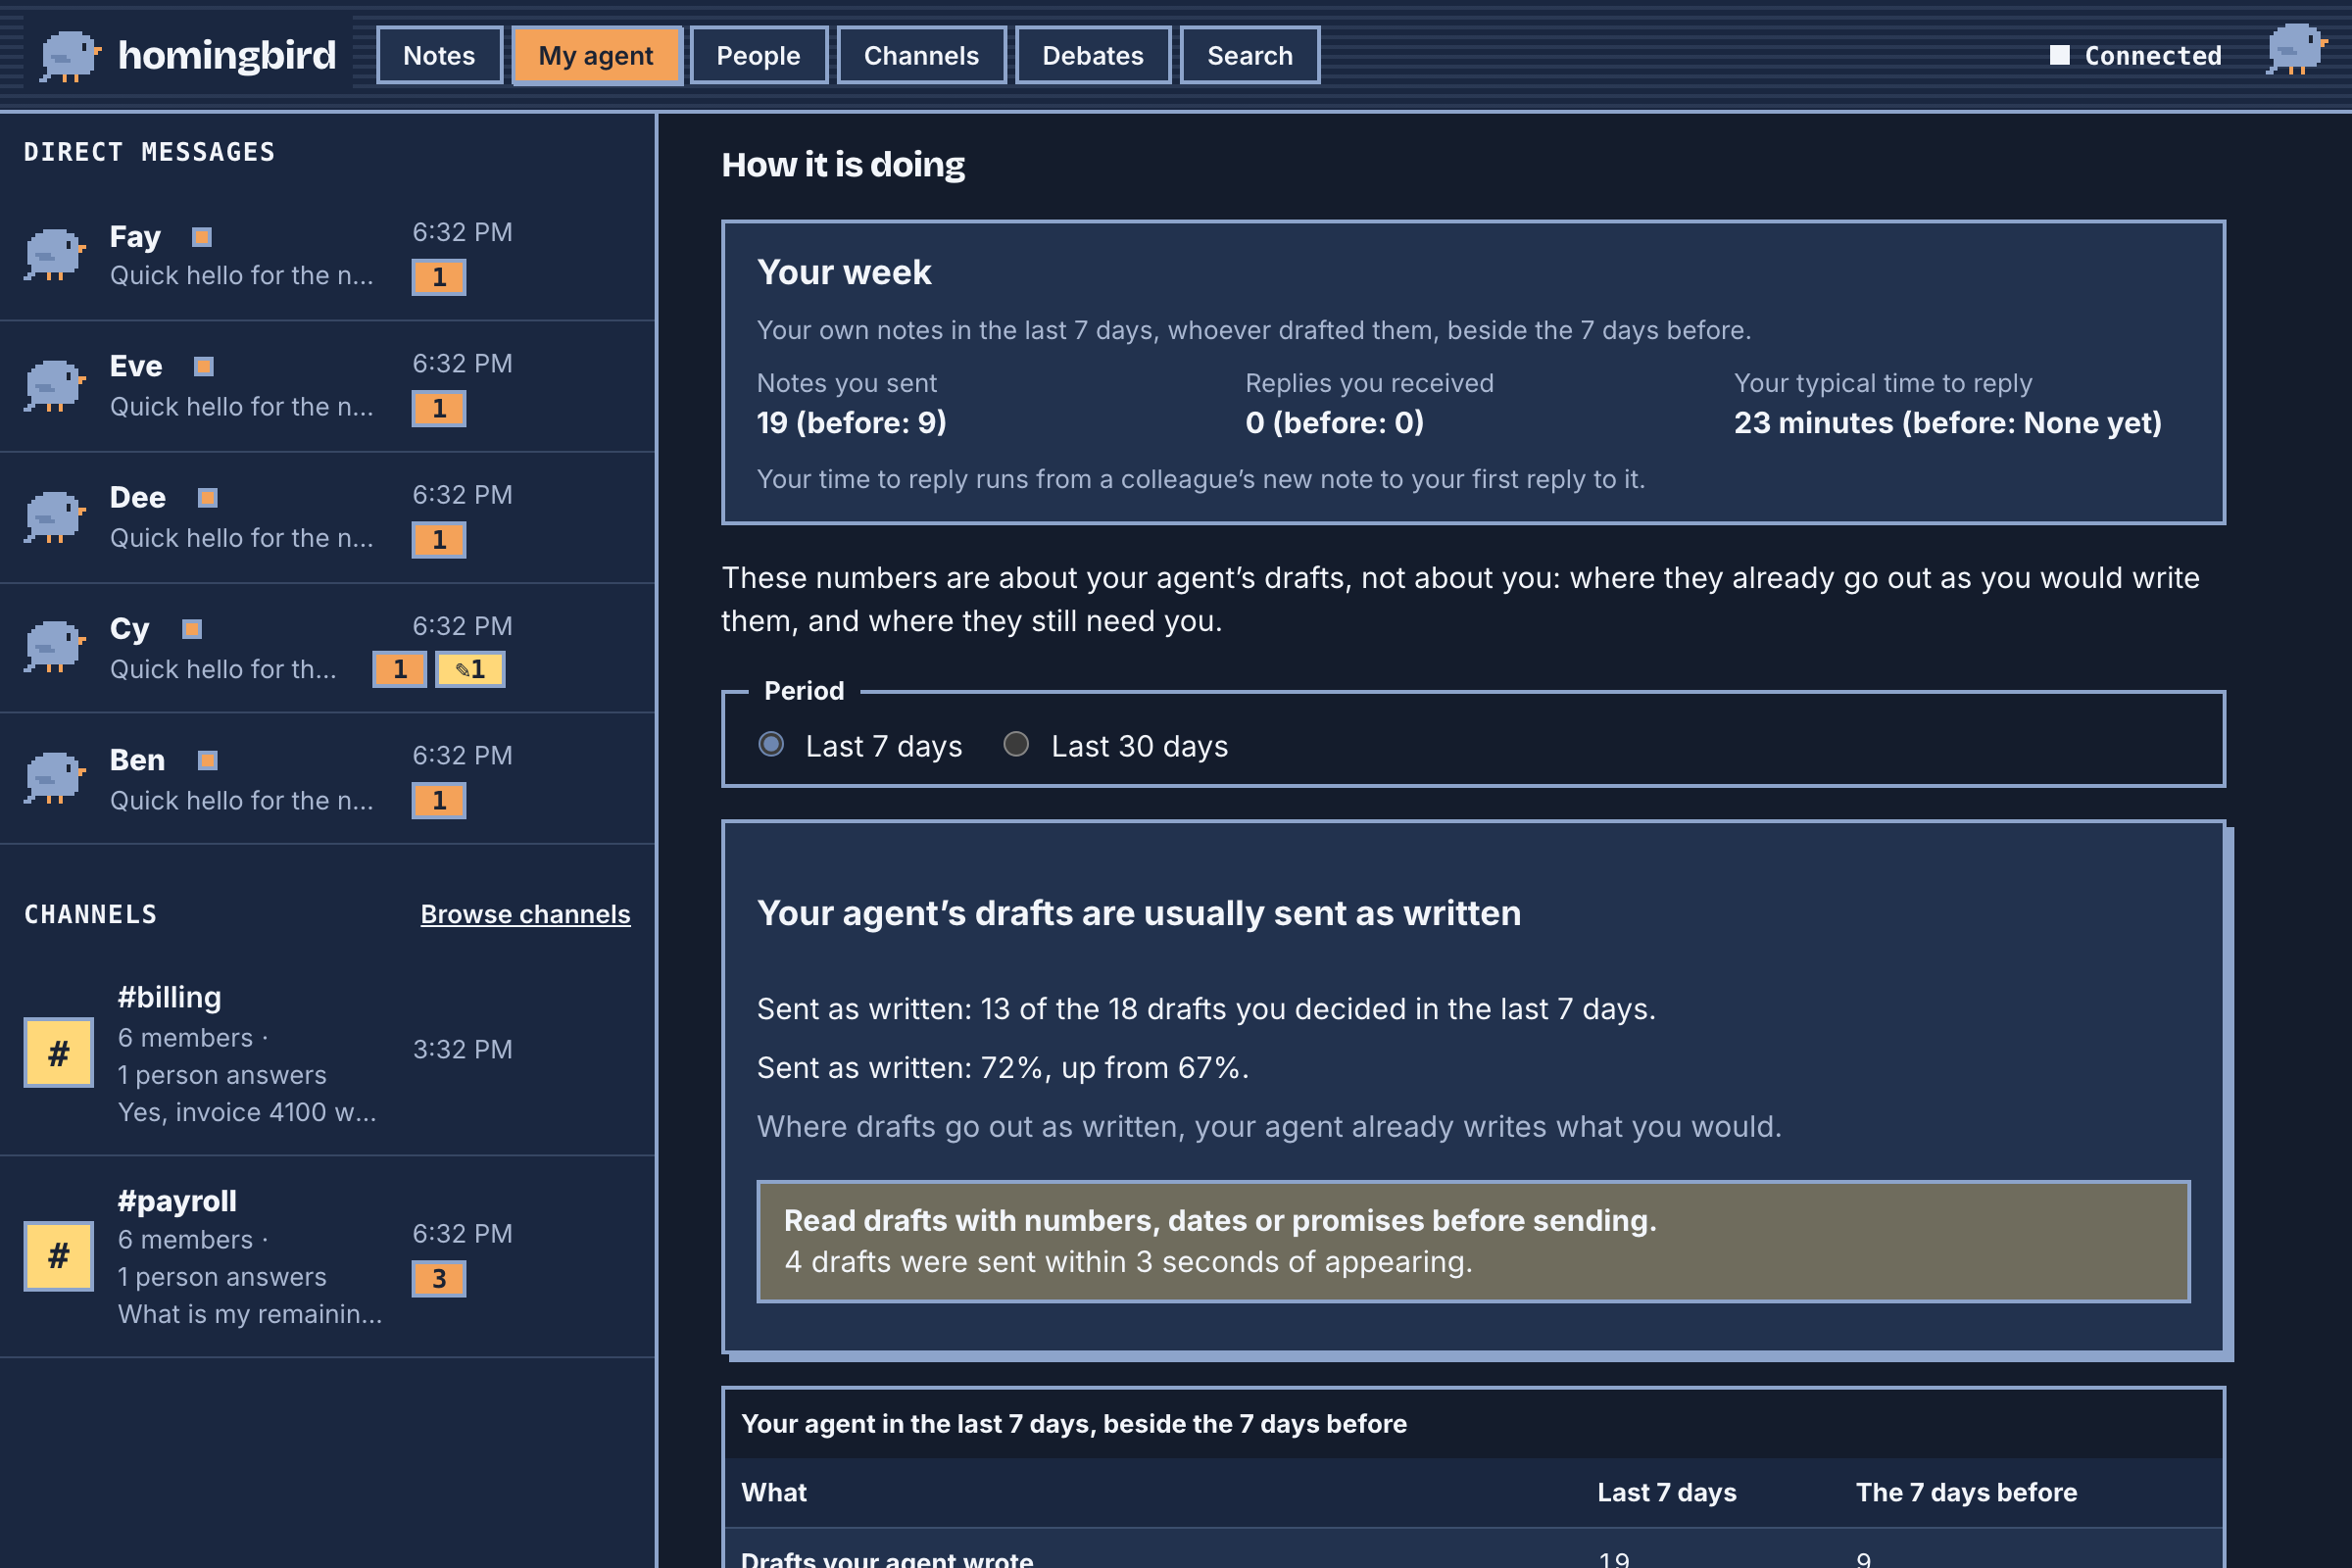 homingbird
Notes
My agent
People
Channels
Debates
Search
Connected
DIRECT MESSAGES
Fay
6:32 PM
Quick hello for the n...
1
Eve
6:32 PM
Quick hello for the n...
1
Dee
6:32 PM
Quick hello for the n...
1
Cy
6:32 PM
Quick hello for th...
1
✎1
Ben
6:32 PM
Quick hello for the n...
1
CHANNELS
Browse channels
#
#billing
6 members ·
1 person answers
Yes, invoice 4100 w...
3:32 PM
#
#payroll
6 members ·
1 person answers
What is my remainin...
6:32 PM
3
How it is doing
Your week
Your own notes in the last 7 days, whoever drafted them, beside the 7 days before.
Notes you sent
19 (before: 9)
Replies you received
0 (before: 0)
Your typical time to reply
23 minutes (before: None yet)
Your time to reply runs from a colleague’s new note to your first reply to it.
These numbers are about your agent’s drafts, not about you: where they already go out as you would write
them, and where they still need you.
Period
Last 7 days
Last 30 days
Your agent’s drafts are usually sent as written
Sent as written: 13 of the 18 drafts you decided in the last 7 days.
Sent as written: 72%, up from 67%.
Where drafts go out as written, your agent already writes what you would.
Read drafts with numbers, dates or promises before sending.
4 drafts were sent within 3 seconds of appearing.
Your agent in the last 7 days, beside the 7 days before
What
Last 7 days
The 7 days before
Drafts your agent wrote
19
9